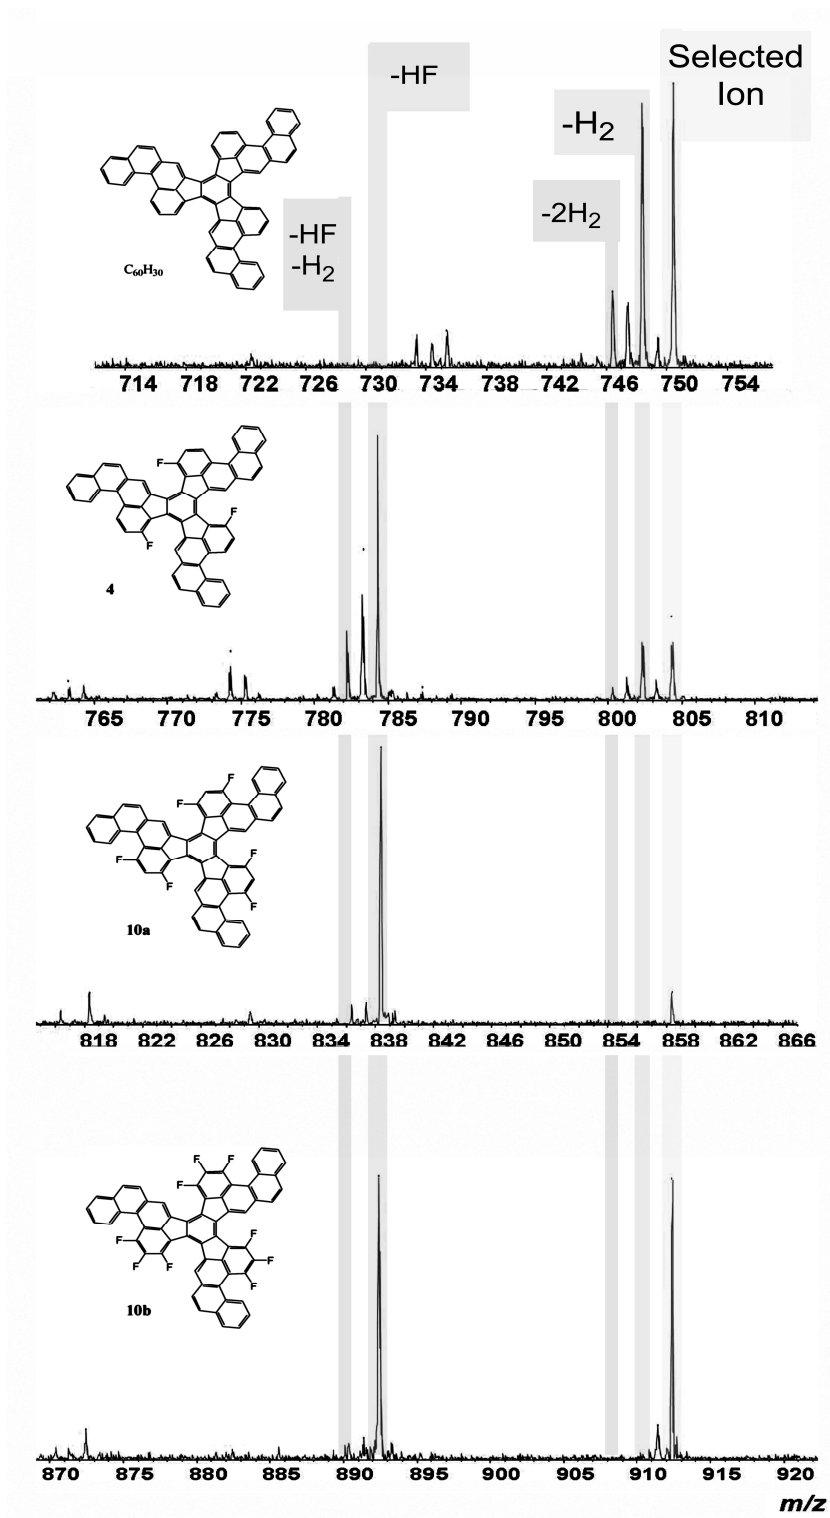 Selected
Ion
-HF
-H2
-2H2
-HF
-H2
C60H30
714 718 722 726 730 734 738 742 746 750 754
F
F
F
4
765 770 775 780 785 790 795 800 805 810
F
F
F
F
F
F
10a
818 822 826 830 834 838 842 846 850 854 858 862 866
F F
F
F
F
F
F F
F
10b
870 875 880 885 890 895 900 905 910 915 920
m/z